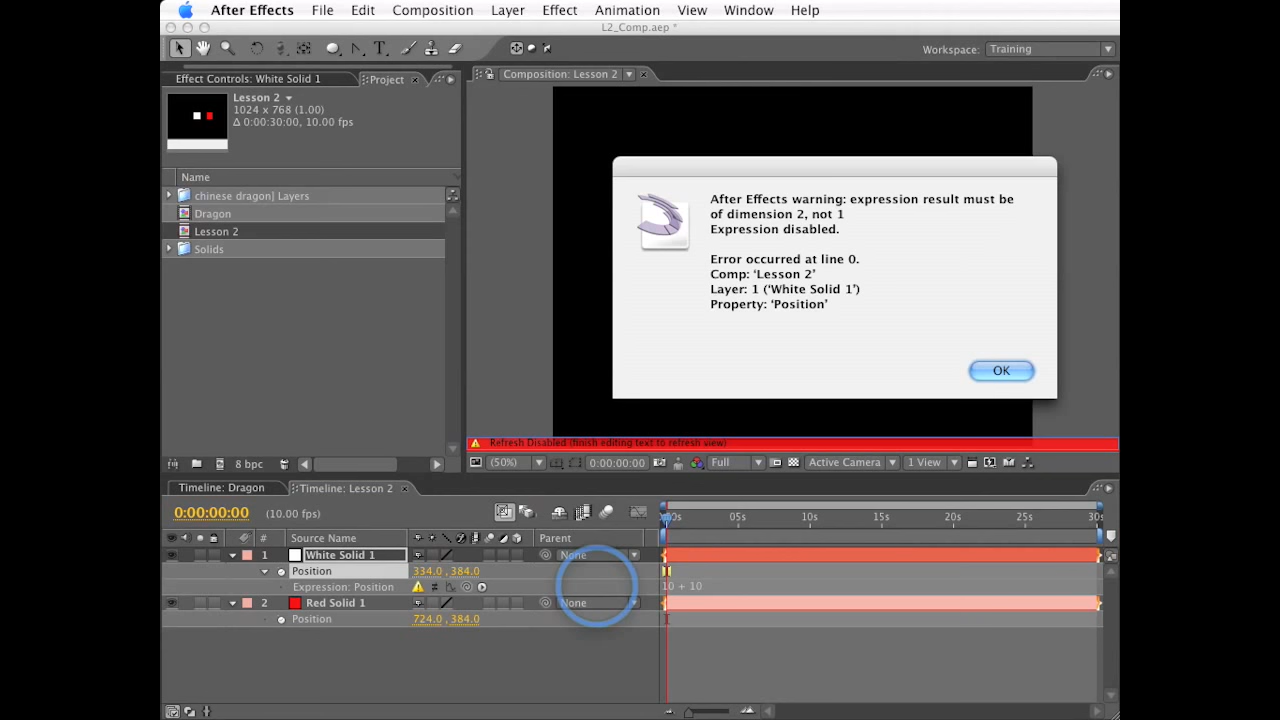 After Effects File Edit Composition Layer Effect Animation View Window Help
L2_Comp.aep *
Workspace: Training
Effect Controls: White Solid 1
Project
Composition: Lesson 2
Lesson 2
1024 x 768 (1.00)
Δ 0:00:30:00, 10.00 fps
Name
chinese dragon] Layers
Dragon
Lesson 2
Solids
After Effects warning: expression result must be
of dimension 2, not 1
Expression disabled.
Error occurred at line 0.
Comp: ‘Lesson 2’
Layer: 1 (‘White Solid 1’)
Property: ‘Position’
OK
Refresh Disabled (finish editing text to refresh view)
8 bpc
(50%) 0:00:00:00 Full Active Camera 1 View
Timeline: Dragon
Timeline: Lesson 2
0:00:00:00 (10.00 fps)
00s 05s 10s 15s 20s 25s 30s
# Source Name Parent
1 White Solid 1 None
Position 334.0, 384.0
Expression: Position 10 + 10
2 Red Solid 1 None
Position 724.0, 384.0